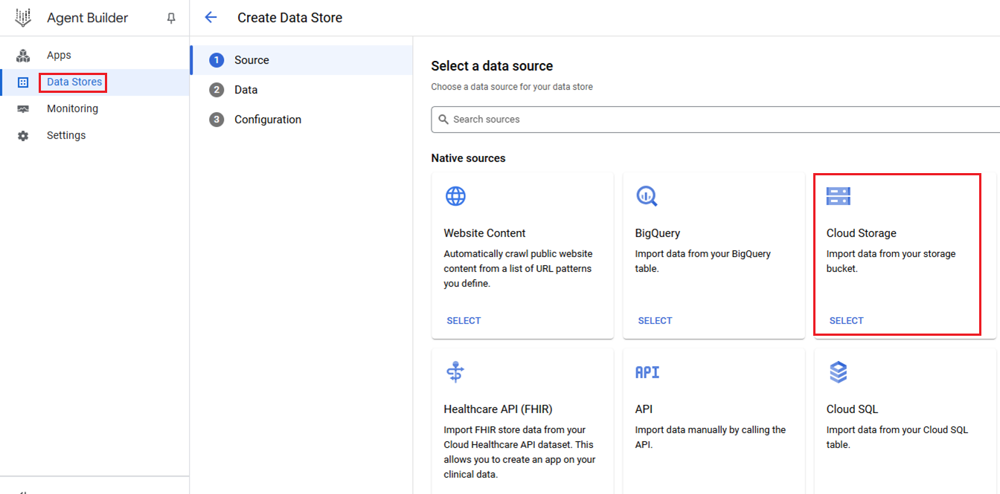 Agent Builder
Apps
Data Stores
Monitoring
Settings
Create Data Store
1 Source
2 Data
3 Configuration
Select a data source
Choose a data source for your data store
Search sources
Native sources
Website Content
Automatically crawl public website
content from a list of URL patterns
you define.
SELECT
BigQuery
Import data from your BigQuery
table.
SELECT
Cloud Storage
Import data from your storage
bucket.
SELECT
Healthcare API (FHIR)
Import FHIR store data from your
Cloud Healthcare API dataset. This
allows you to create an app on your
clinical data.
API
API
Import data manually by calling the
API.
Cloud SQL
Import data from your Cloud SQL
table.